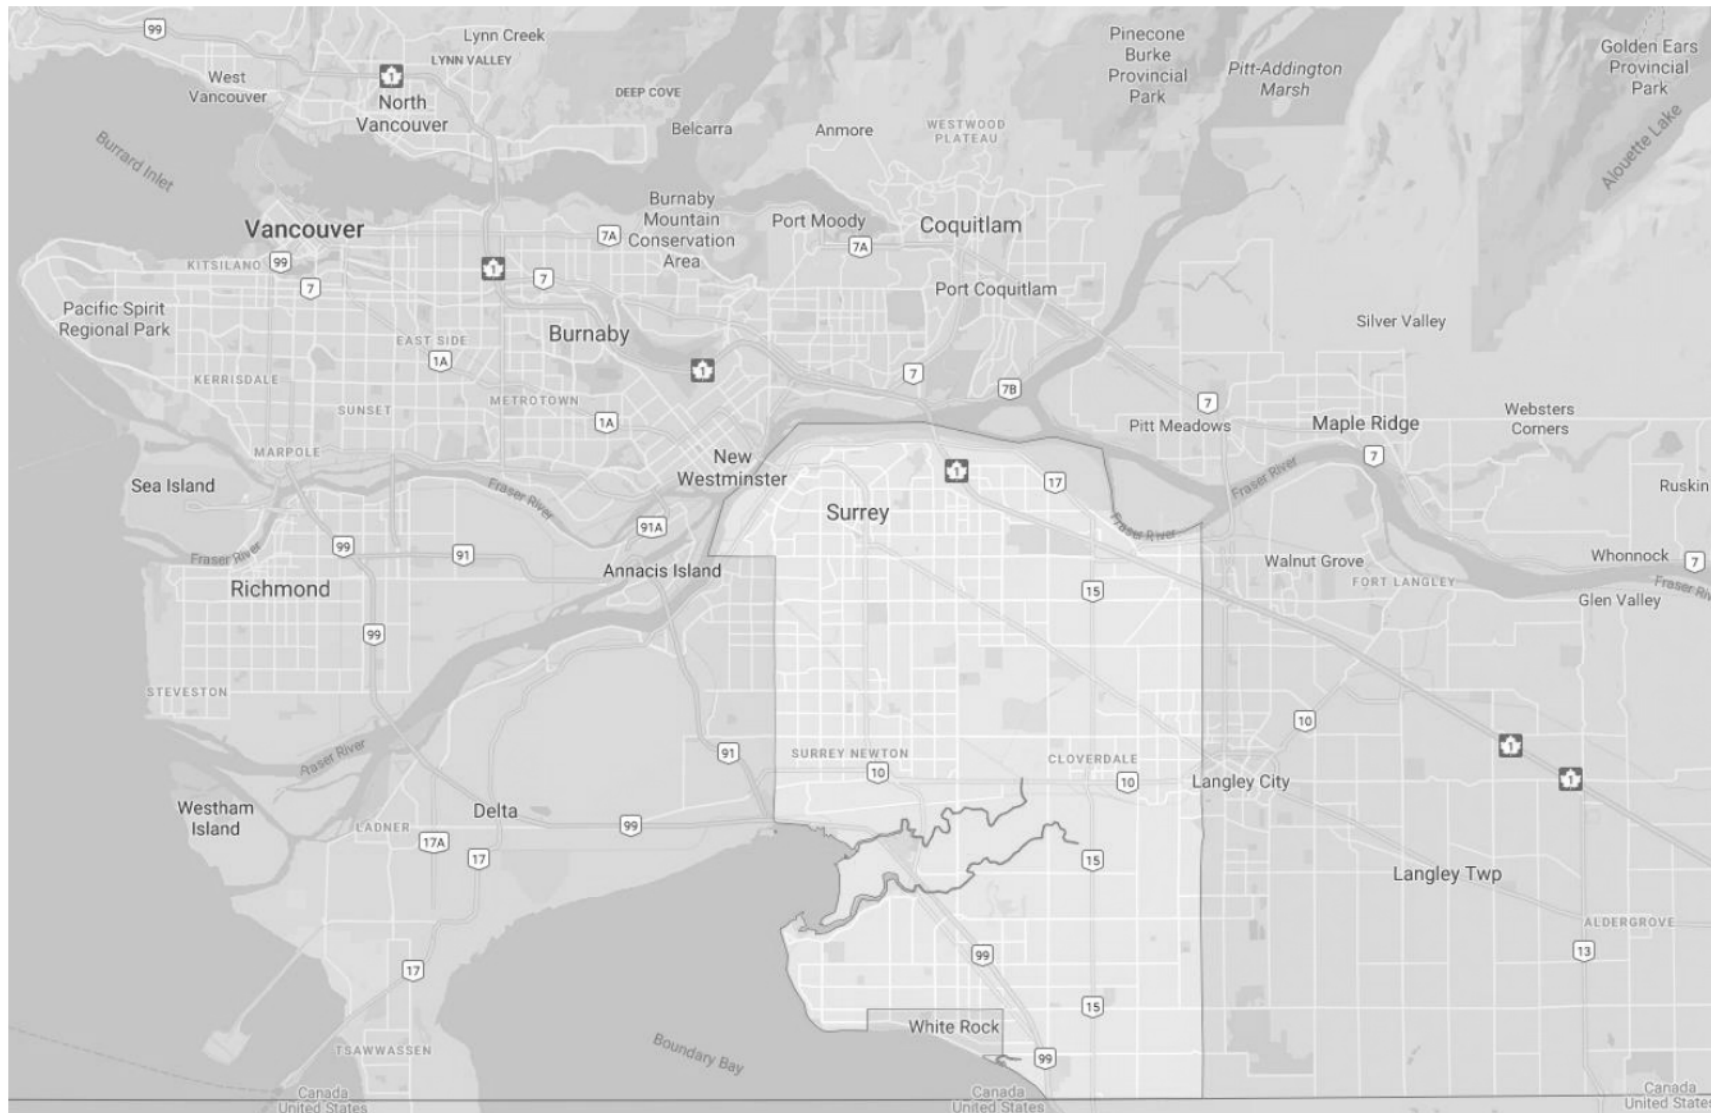 99
Lynn Creek
LYNN VALLEY
West
Vancouver
1
North
Vancouver
DEEP COVE
Belcarra
Anmore
WESTWOOD
PLATEAU
Pinecone
Burke
Provincial
Park
Pitt-Addington
Marsh
Golden Ears
Provincial
Park
Alouette Lake
Burrard Inlet
Vancouver
KITSILANO
99
7
1
7
7A
Burnaby
Mountain
Conservation
Area
Port Moody
7A
Coquitlam
Port Coquitlam
Pacific Spirit
Regional Park
EAST SIDE
1A
Burnaby
1
7
7B
Silver Valley
KERRISDALE
SUNSET
METROTOWN
1A
7
Pitt Meadows
Maple Ridge
Websters
Corners
MARPOLE
Sea Island
Fraser River
New
Westminster
1
17
Fraser River
7
Ruskin
Surrey
91A
Fraser River
99
91
Fraser River
Richmond
Annacis Island
15
Walnut Grove
FORT LANGLEY
Whonnock
7
Fraser Riv
Glen Valley
99
STEVESTON
Fraser River
91
SURREY NEWTON
10
CLOVERDALE
10
10
Langley City
1
1
Westham
Island
Delta
LADNER
99
17A
17
15
Langley Twp
ALDERGROVE
13
99
17
15
White Rock
99
TSAWWASSEN
Boundary Bay
Canada
United States
Canada
United States
Canada
United States